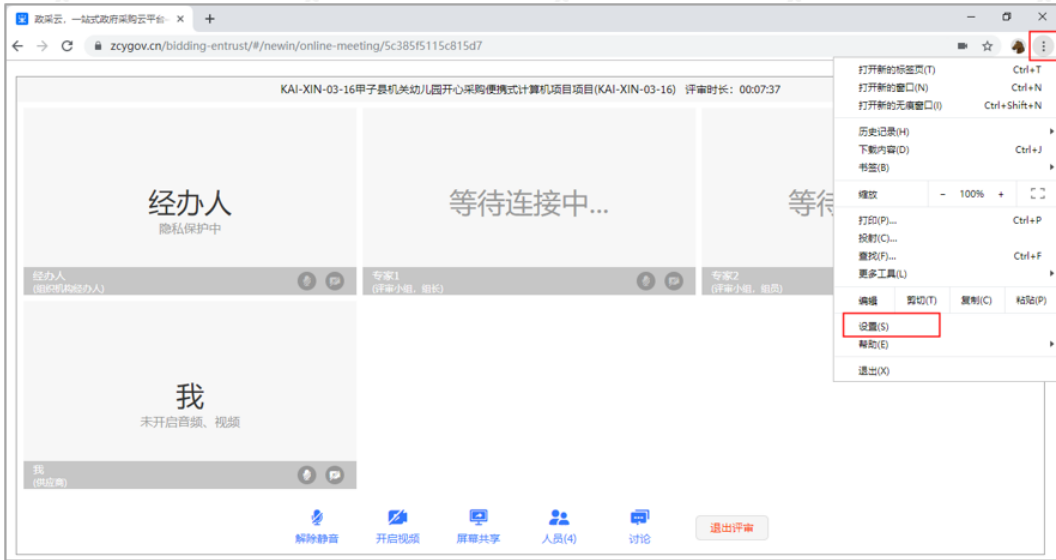 政采云，一站式政府采购云平台-
zcygov.cn/bidding-entrust/#/newin/online-meeting/5c385f5115c815d7
KAI-XIN-03-16甲子县机关幼儿园开心采购便携式计算机项目项目(KAI-XIN-03-16) 评审时长：00:07:37
经办人
隐私保护中
经办人
(组织机构经办人)
等待连接中...
专家1
(评审小组、组长)
等待
专家2
(评审小组、组员)
我
未开启音频、视频
我
(供应商)
解除静音 开启视频 屏幕共享 人员(4) 讨论 退出评审
打开新的标签页(T) Ctrl+T
打开新的窗口(N) Ctrl+N
打开新的无痕窗口(I) Ctrl+Shift+N
历史记录(H)
下载内容(D) Ctrl+J
书签(B)
缩放 - 100% +
打印(P)... Ctrl+P
投射(C)...
查找(F)... Ctrl+F
更多工具(L)
编辑 剪切(T) 复制(C) 粘贴(P)
设置(S)
帮助(E)
退出(X)